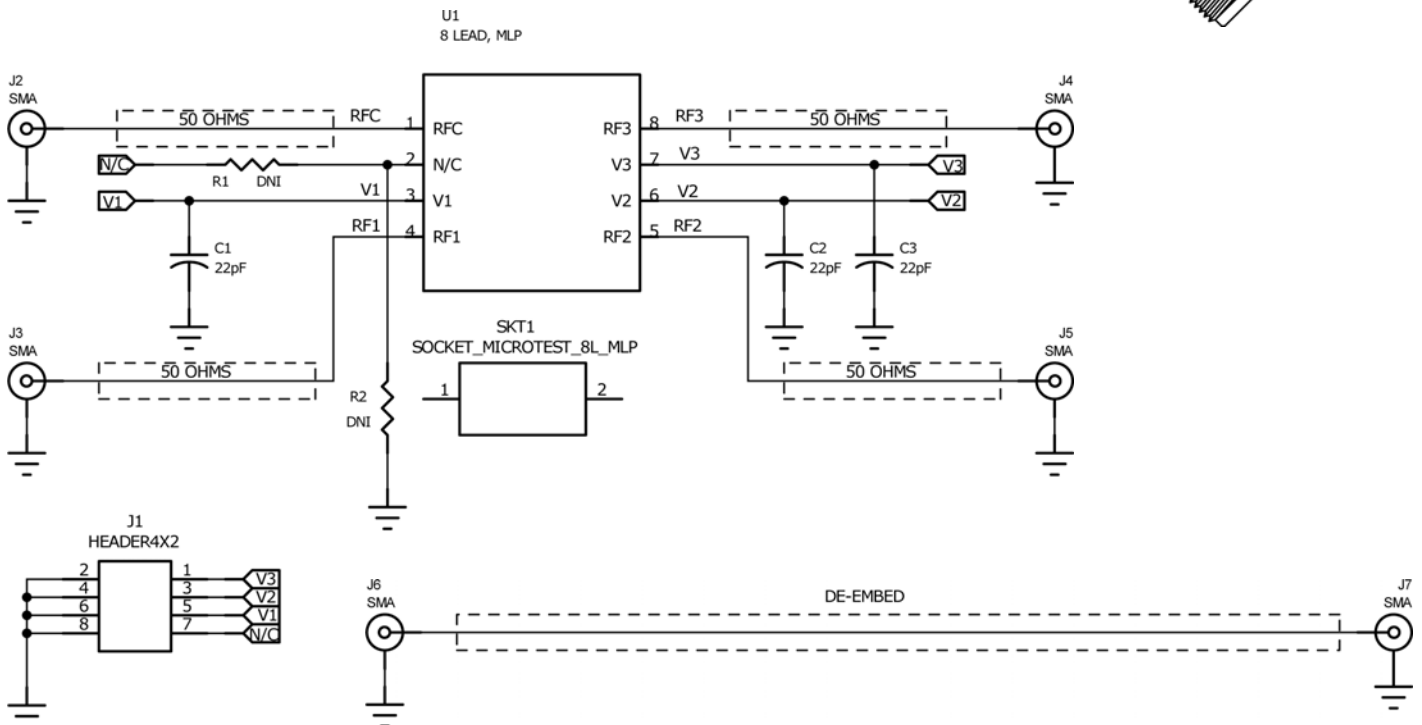 U1
8 LEAD, MLP
J2
SMA
50 OHMS
RFC
1
RFC
RF3
8
RF3
50 OHMS
J4
SMA
N/C
R1
DNI
2
N/C
V3
7
V3
V3
V1
V1
3
V1
V2
6
V2
V2
RF1
4
RF1
RF2
5
RF2
C1
22pF
C2
22pF
C3
22pF
J3
SMA
50 OHMS
R2
DNI
SKT1
SOCKET_MICROTEST_8L_MLP
1
2
50 OHMS
J5
SMA
J1
HEADER4X2
2
1
V3
4
3
V2
6
5
V1
8
7
N/C
J6
SMA
DE-EMBED
J7
SMA